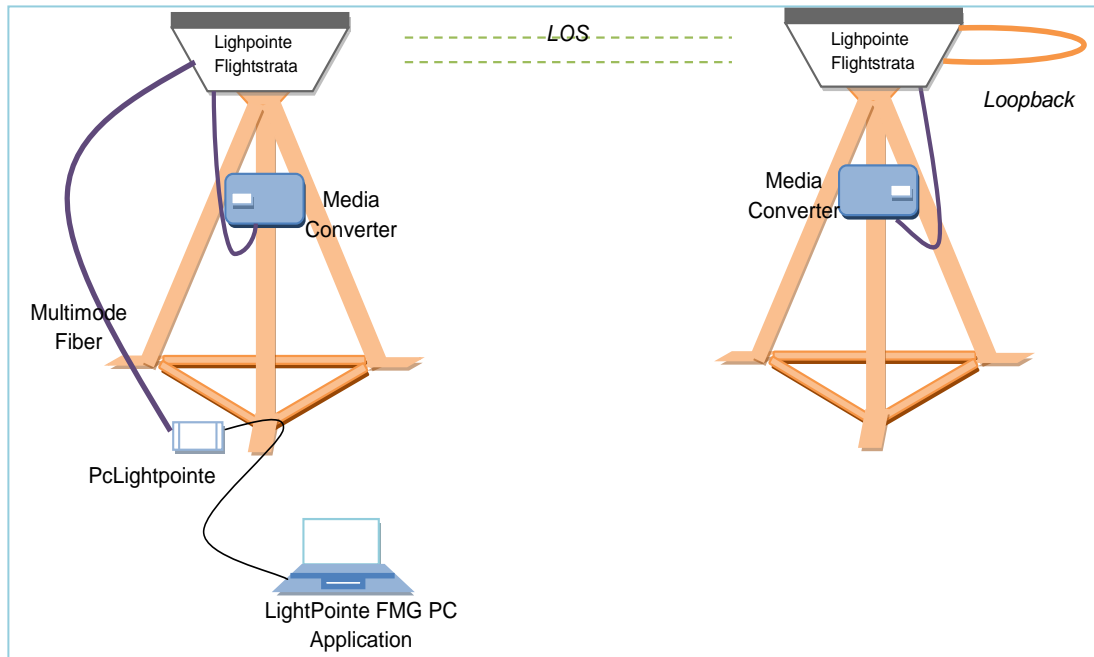 Lighpointe
Flightstrata
LOS
Lighpointe
Flightstrata
Loopback
Media
Converter
Media
Converter
Multimode
Fiber
PcLightpointe
LightPointe FMG PC
Application